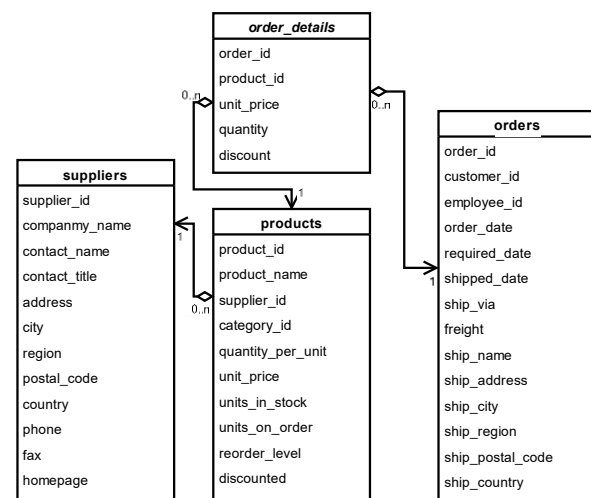 order_details
order_id
product_id
unit_price
quantity
discount
0..n
0..n
1
1
suppliers
supplier_id
companmy_name
contact_name
contact_title
address
city
region
postal_code
country
phone
fax
homepage
1
0..n
products
product_id
product_name
supplier_id
category_id
quantity_per_unit
unit_price
units_in_stock
units_on_order
reorder_level
discounted
orders
order_id
customer_id
employee_id
order_date
required_date
shipped_date
ship_via
freight
ship_name
ship_address
ship_city
ship_region
ship_postal_code
ship_country